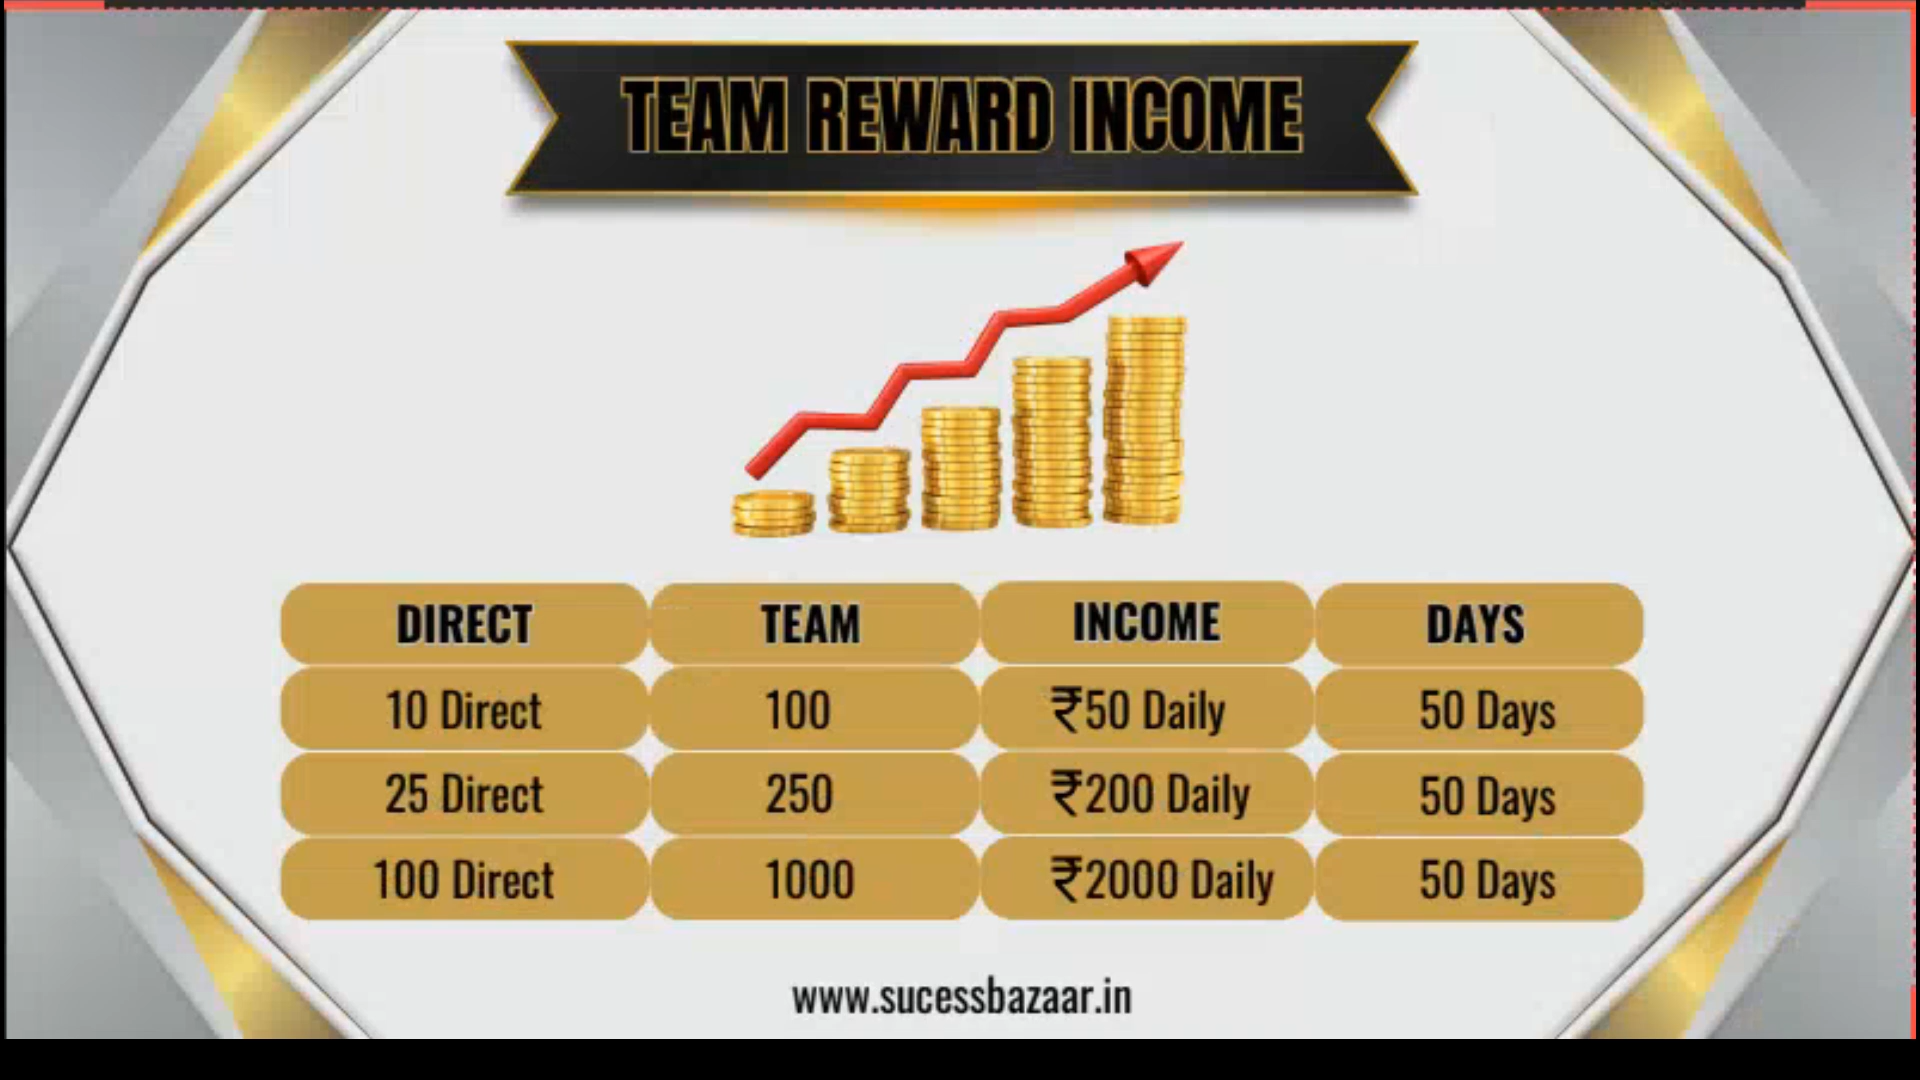 TEAM REWARD INCOME
DIRECT TEAM INCOME DAYS
10 Direct 100 ₹50 Daily 50 Days
25 Direct 250 ₹200 Daily 50 Days
100 Direct 1000 ₹2000 Daily 50 Days
www.sucessbazaar.in